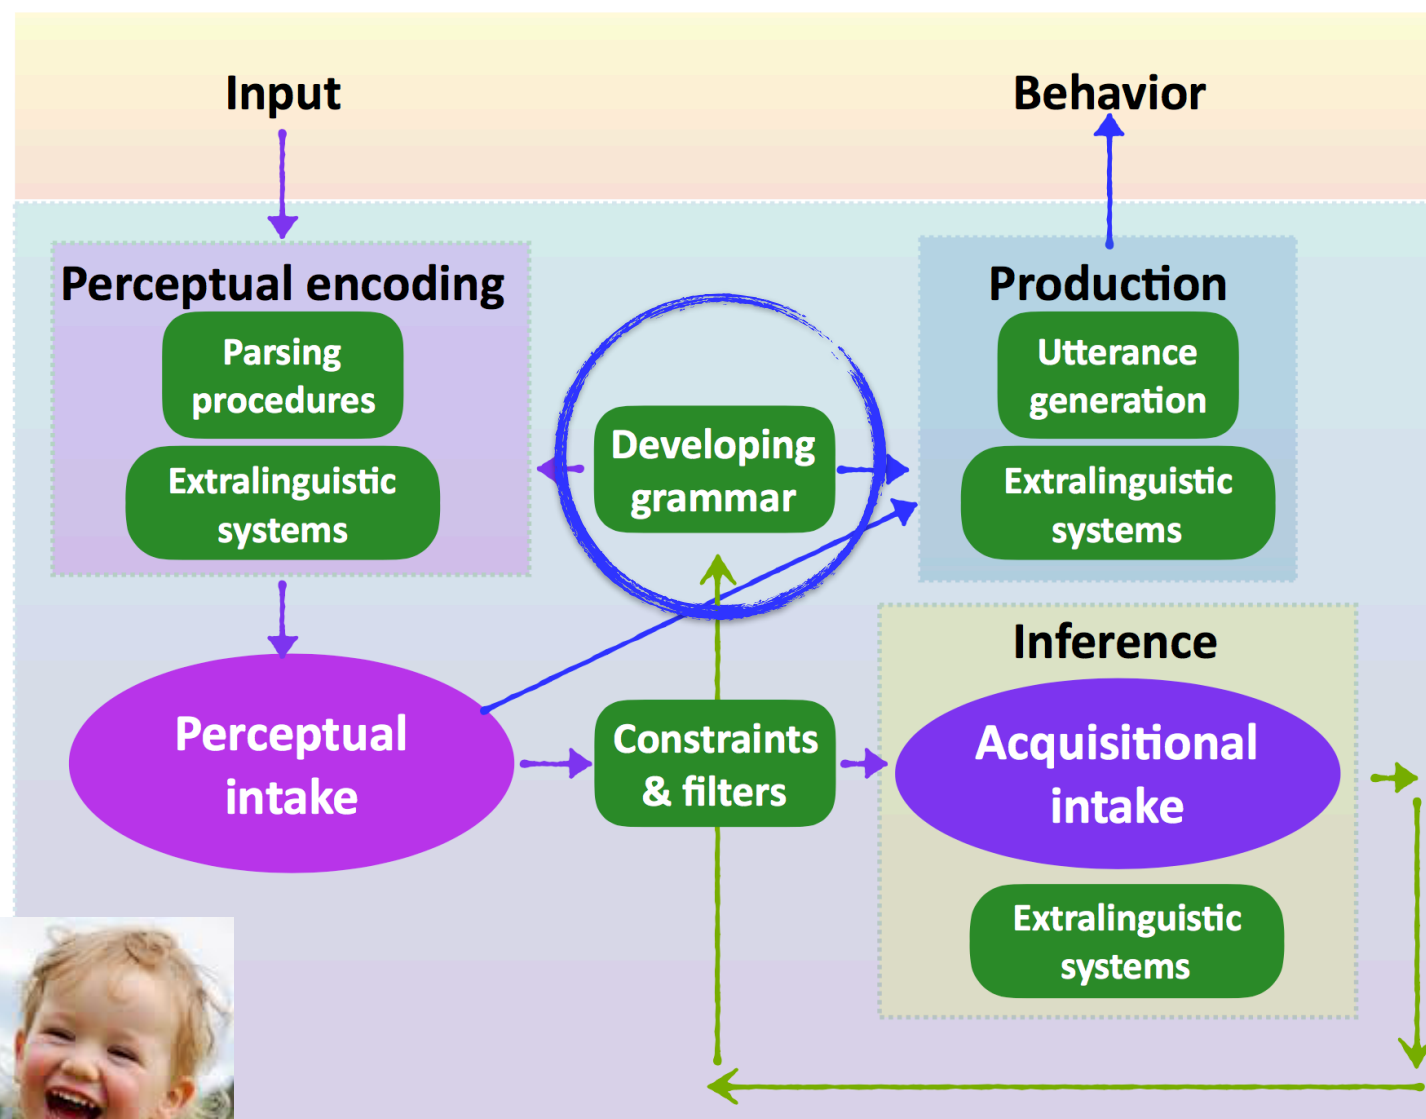 Input
Behavior
Perceptual encoding
Parsing
procedures
Extralinguistic
systems
Developing
grammar
Production
Utterance
generation
Extralinguistic
systems
Perceptual
intake
Constraints
& filters
Inference
Acquisitional
intake
Extralinguistic
systems